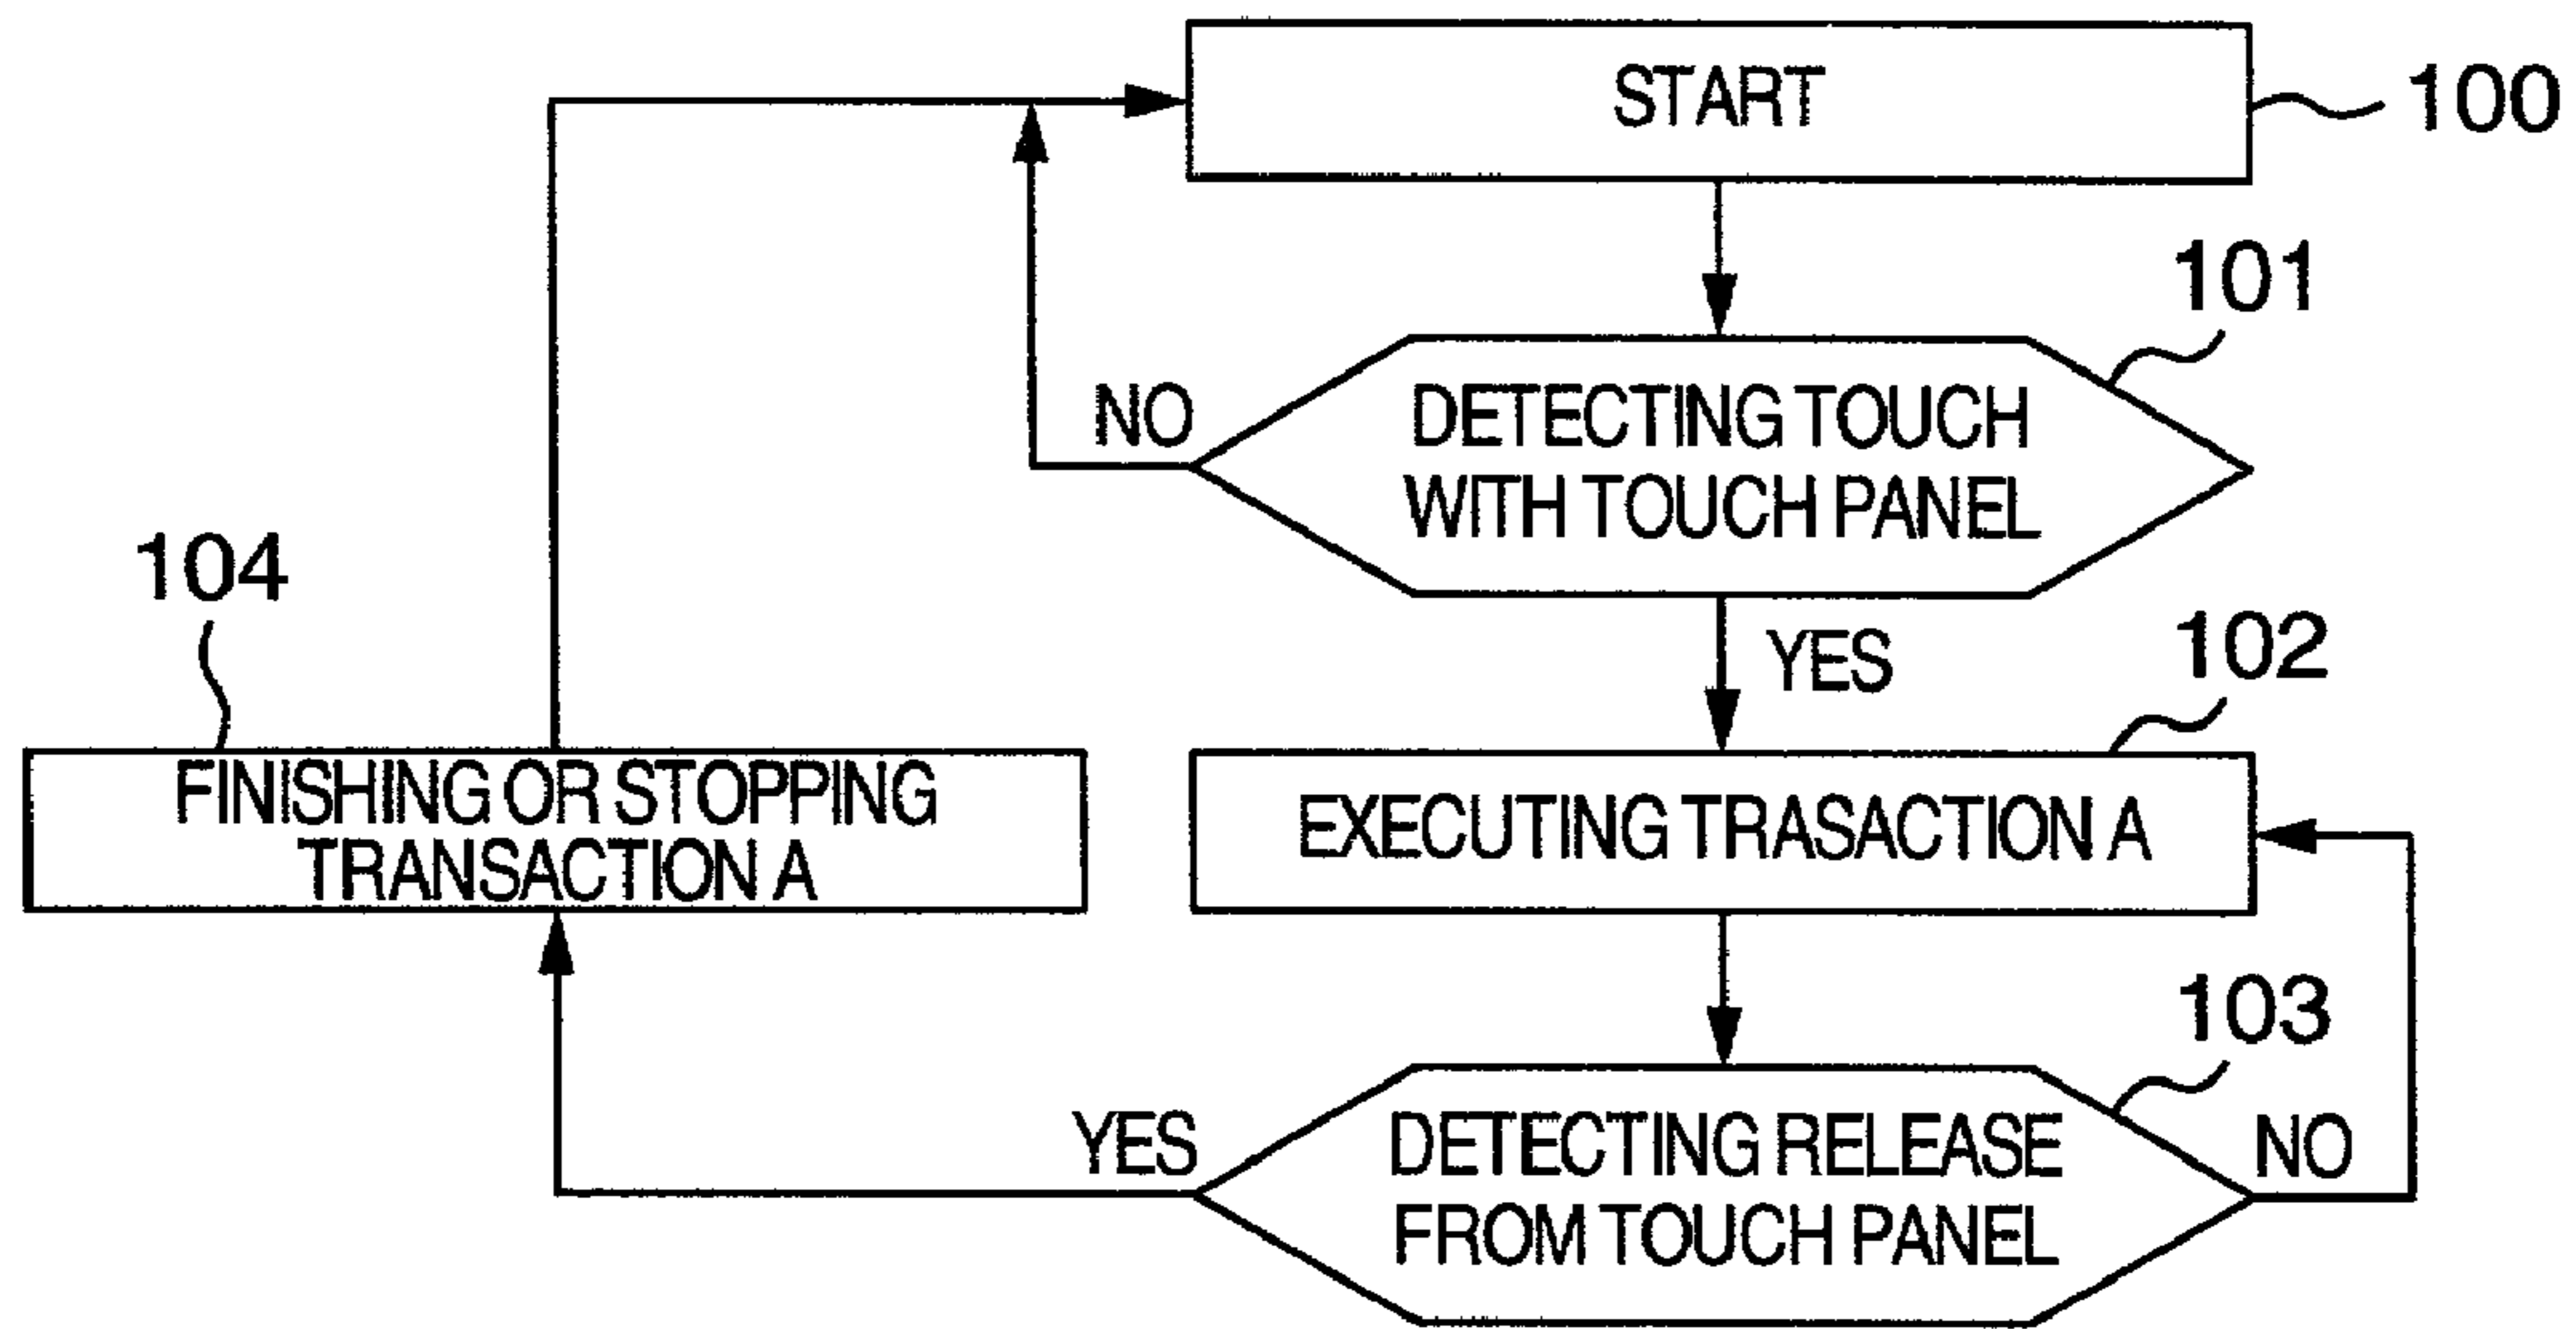 START
100
101
NO
DETECTING TOUCH
WITH TOUCH PANEL
104
YES
102
FINISHING OR STOPPING
TRANSACTION A
EXECUTING TRASACTION A
103
YES
DETECTING RELEASE
FROM TOUCH PANEL
NO